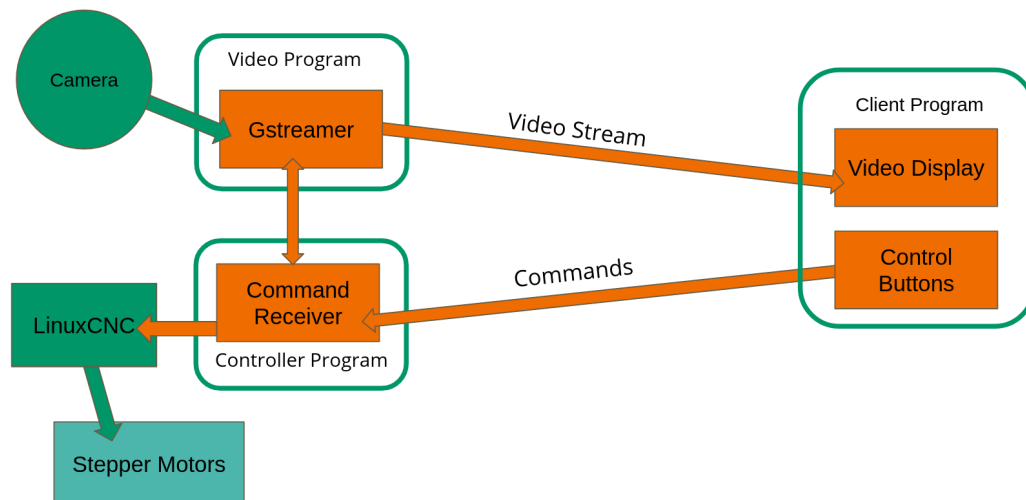 Camera
Video Program
Gstreamer
Video Stream
Client Program
Video Display
Control
Buttons
Commands
Command
Receiver
Controller Program
LinuxCNC
Stepper Motors